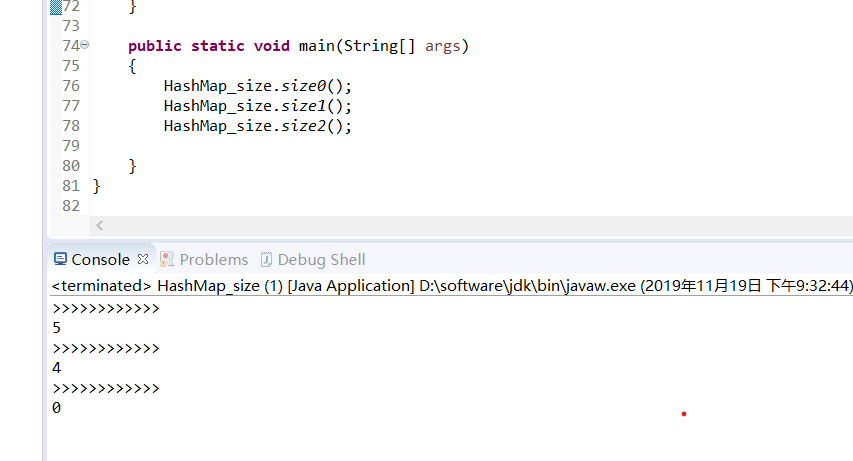 72 }
73
74 public static void main(String[] args)
75 {
76 HashMap_size.size0();
77 HashMap_size.size1();
78 HashMap_size.size2();
79
80 }
81 }
82
Console Problems Debug Shell
<terminated> HashMap_size (1) [Java Application] D:\software\jdk\bin\javaw.exe (2019年11月19日 下午9:32:44)
>>>>>>>>>>>>
5
>>>>>>>>>>>>
4
>>>>>>>>>>>>
0